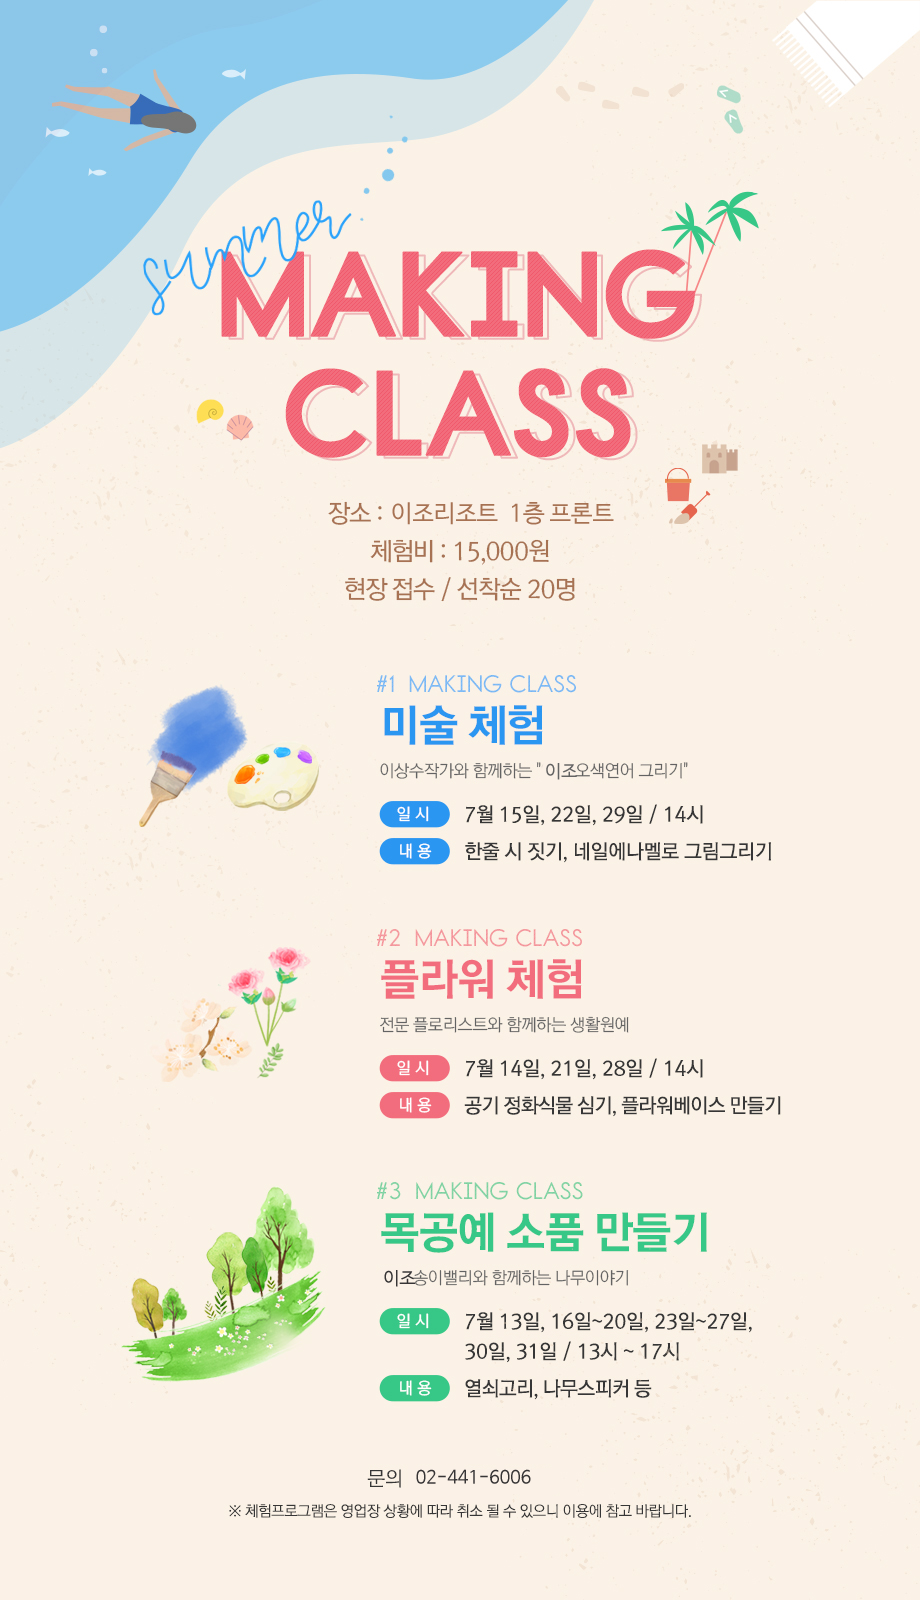 summer
MAKING
CLASS
장소 : 이조리조트 1층 프론트
체험비 : 15,000원
현장 접수 / 선착순 20명
#1 MAKING CLASS
미술 체험
이상수작가와 함께하는 " 이조오색연어 그리기"
일시 7월 15일, 22일, 29일 / 14시
내용 한줄 시 짓기, 네일에나멜로 그림그리기
#2 MAKING CLASS
플라워 체험
전문 플로리스트와 함께하는 생활원예
일시 7월 14일, 21일, 28일 / 14시
내용 공기 정화식물 심기, 플라워베이스 만들기
#3 MAKING CLASS
목공예 소품 만들기
이조송이밸리와 함께하는 나무이야기
일시 7월 13일, 16일~20일, 23일~27일,
30일, 31일 / 13시 ~ 17시
내용 열쇠고리, 나무스피커 등
문의 02-441-6006
※ 체험프로그램은 영업장 상황에 따라 취소 될 수 있으니 이용에 참고 바랍니다.